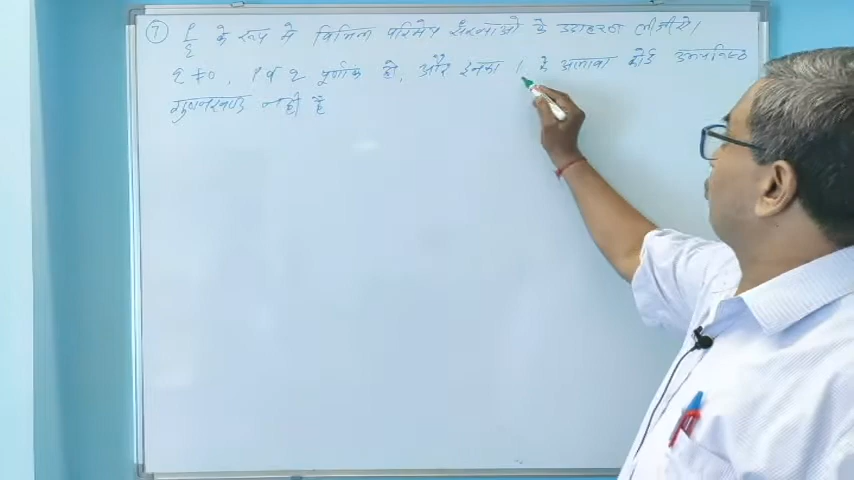 (7) p/q के रूप मे विभिन्न परिमेय संख्याओ के उदाहरण लीजीये।
q ≠ 0, p व q पूर्णांक हो, और इनका 1 के अलावा कोई उभयनिष्ठ
गुणनखण्ड नही है